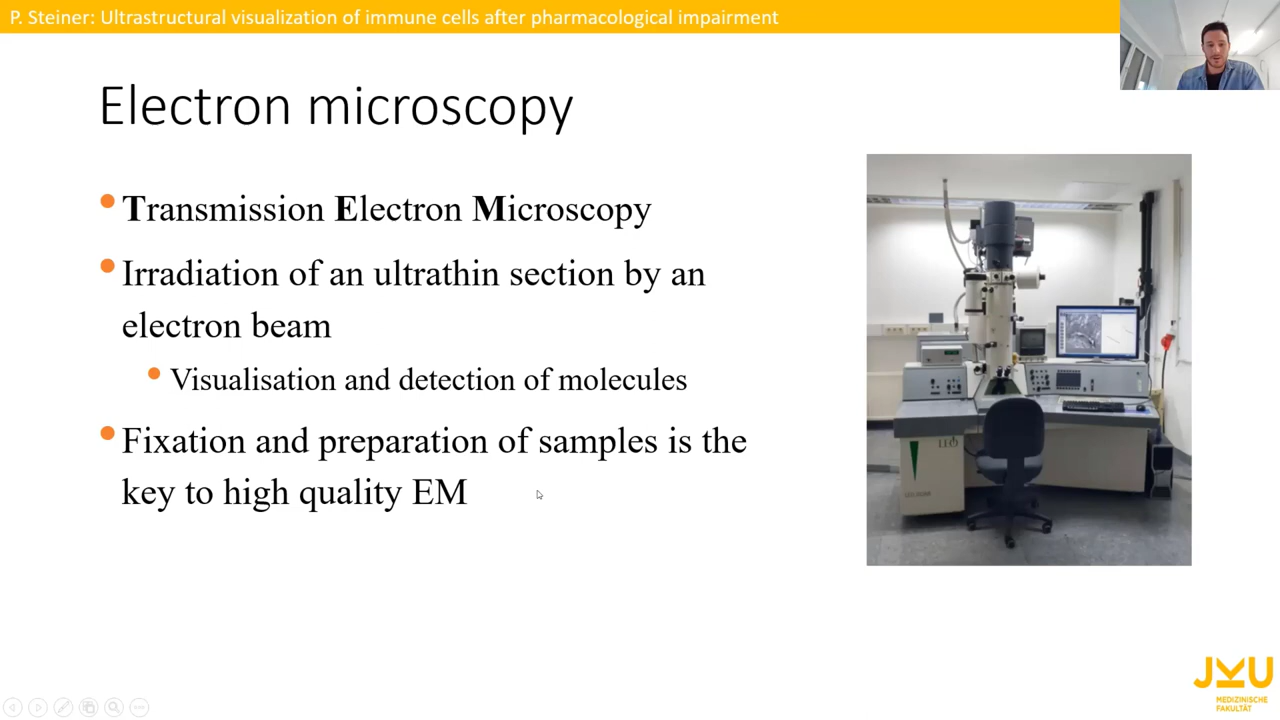 P. Steiner: Ultrastructural visualization of immune cells after pharmacological impairment
Electron microscopy
Transmission Electron Microscopy
Irradiation of an ultrathin section by an
electron beam
Visualisation and detection of molecules
Fixation and preparation of samples is the
key to high quality EM
LEO
JKU
MEDIZINISCHE
FAKULTÄT